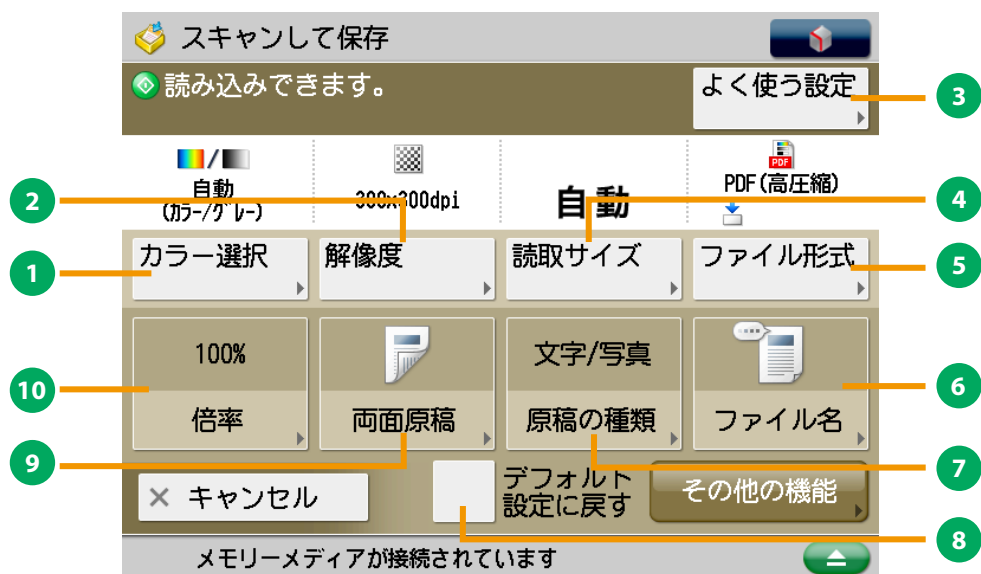 スキャンして保存
読み込みできます。
よく使う設定
3
自動
(ｶﾗｰ/ｸﾞﾚｰ)
300x300dpi
自動
PDF
PDF(高圧縮)
2
4
カラー選択
解像度
読取サイズ
ファイル形式
1
5
100%
文字/写真
10
6
倍率
両面原稿
原稿の種類
ファイル名
9
7
× キャンセル
デフォルト
設定に戻す
その他の機能
8
メモリーメディアが接続されています